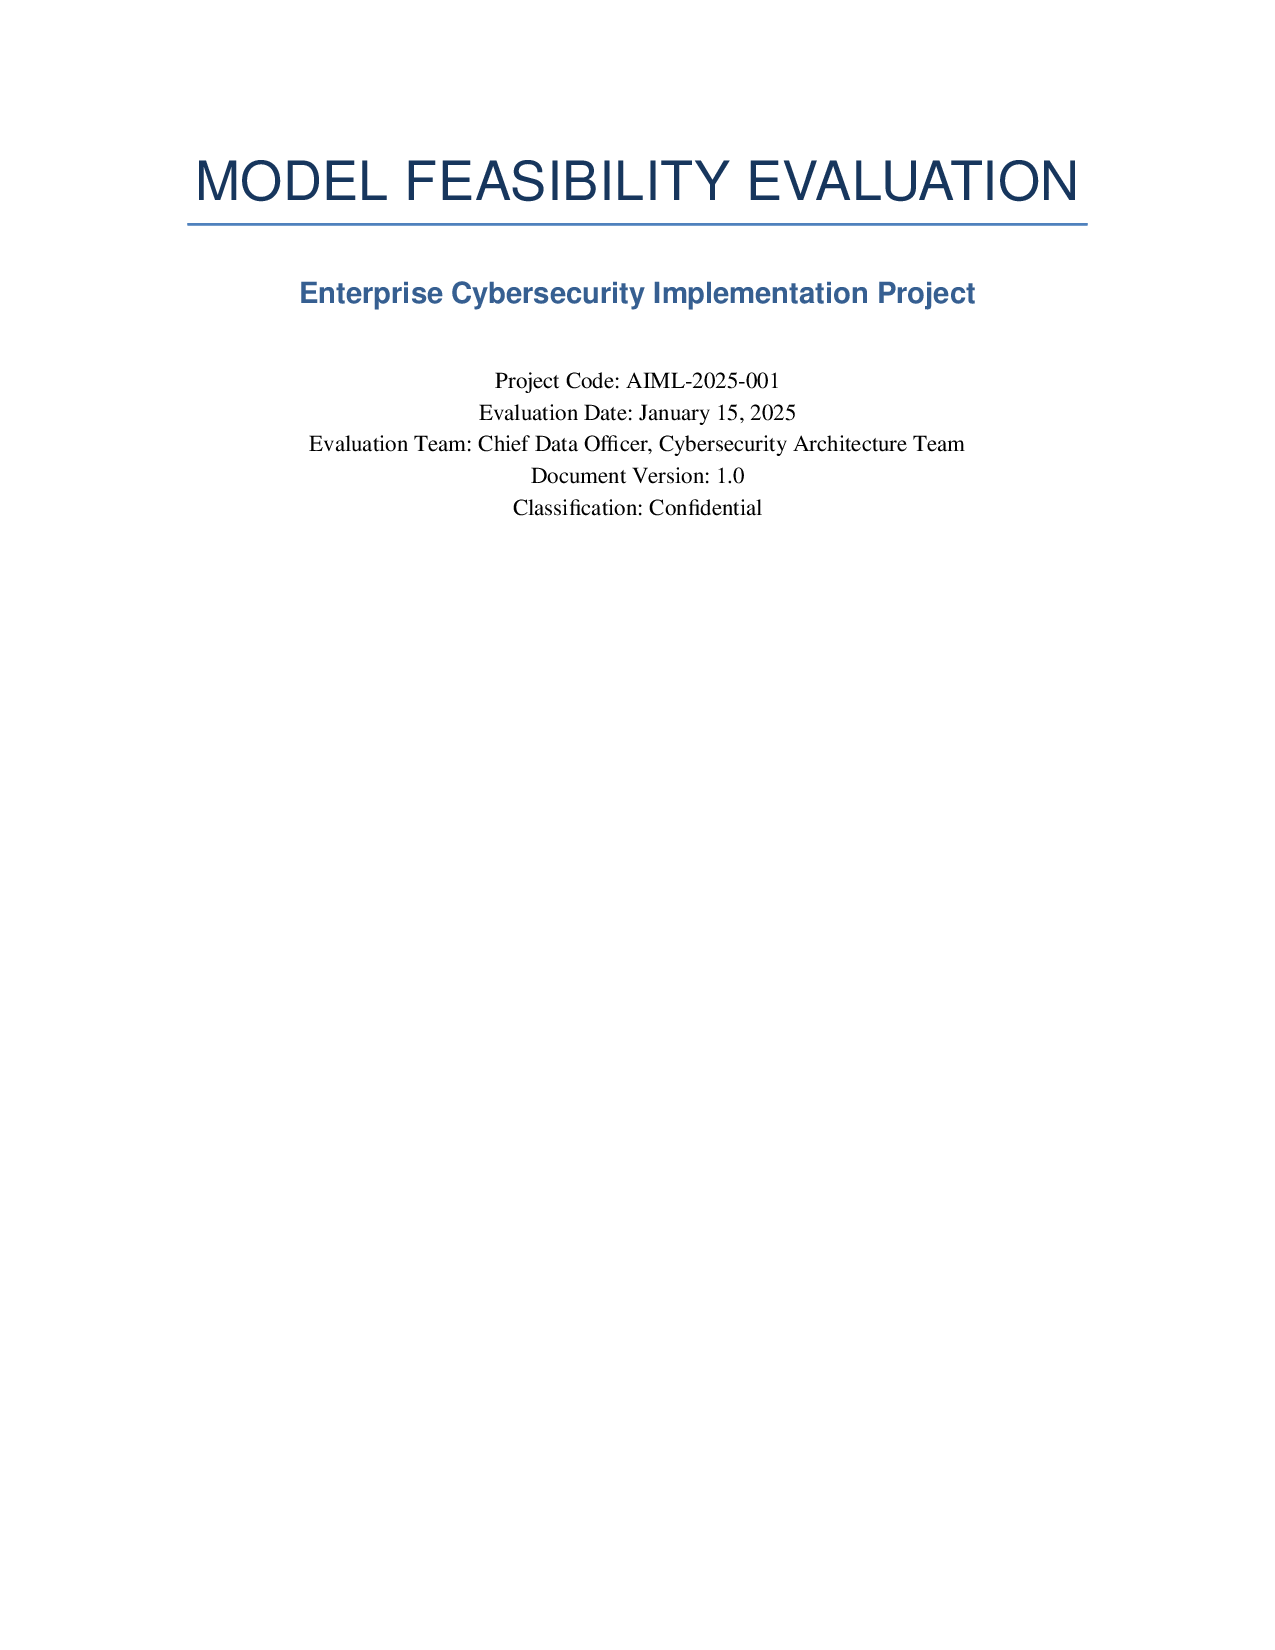 MODEL FEASIBILITY EVALUATION
Enterprise Cybersecurity Implementation Project
Project Code: AIML-2025-001
Evaluation Date: January 15, 2025
Evaluation Team: Chief Data Officer, Cybersecurity Architecture Team
Document Version: 1.0
Classification: Confidential